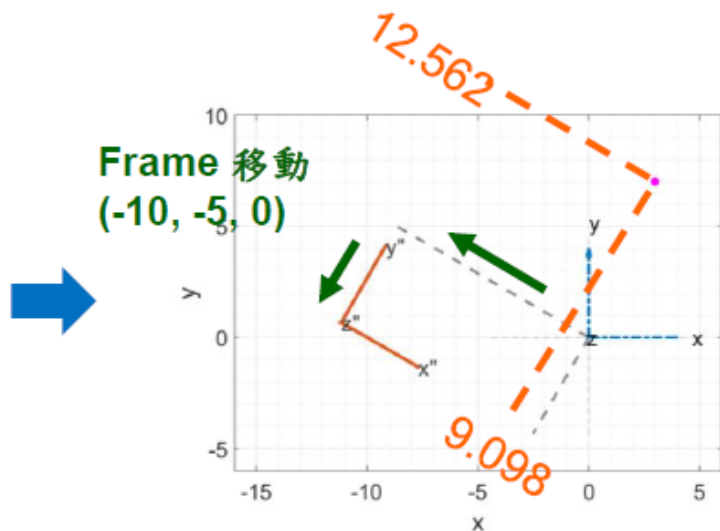 12.562
Frame 移動
(-10, -5, 0)
10
5
0
-5
y
y
y"
z"
x"
z
x
9.098
-15
-10
-5
0
5
x